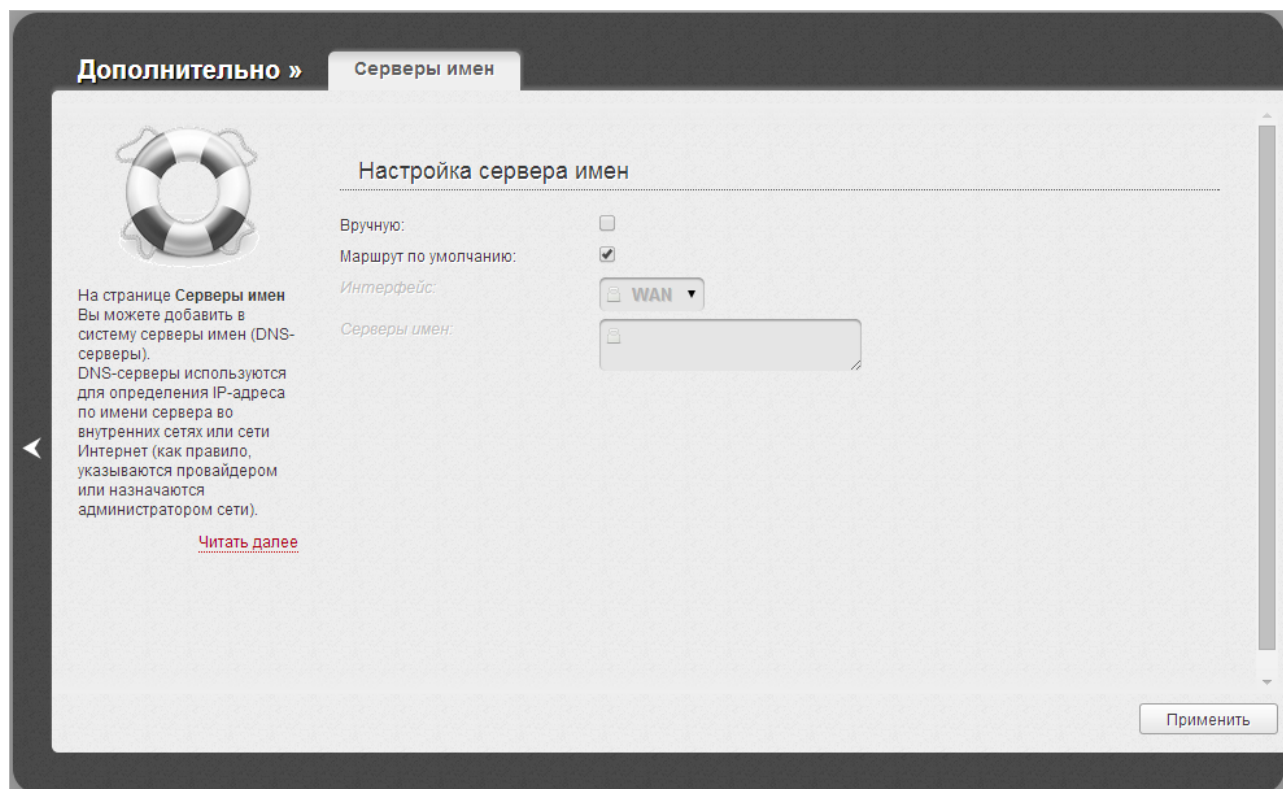 Дополнительно »
Серверы имен
На странице Серверы имен
Вы можете добавить в
систему серверы имен (DNS-
серверы).
DNS-серверы используются
для определения IP-адреса
по имени сервера во
внутренних сетях или сети
Интернет (как правило,
указываются провайдером
или назначаются
администратором сети).
Читать далее
Настройка сервера имен
Вручную:
Маршрут по умолчанию:
Интерфейс:
WAN
Серверы имен:
Применить